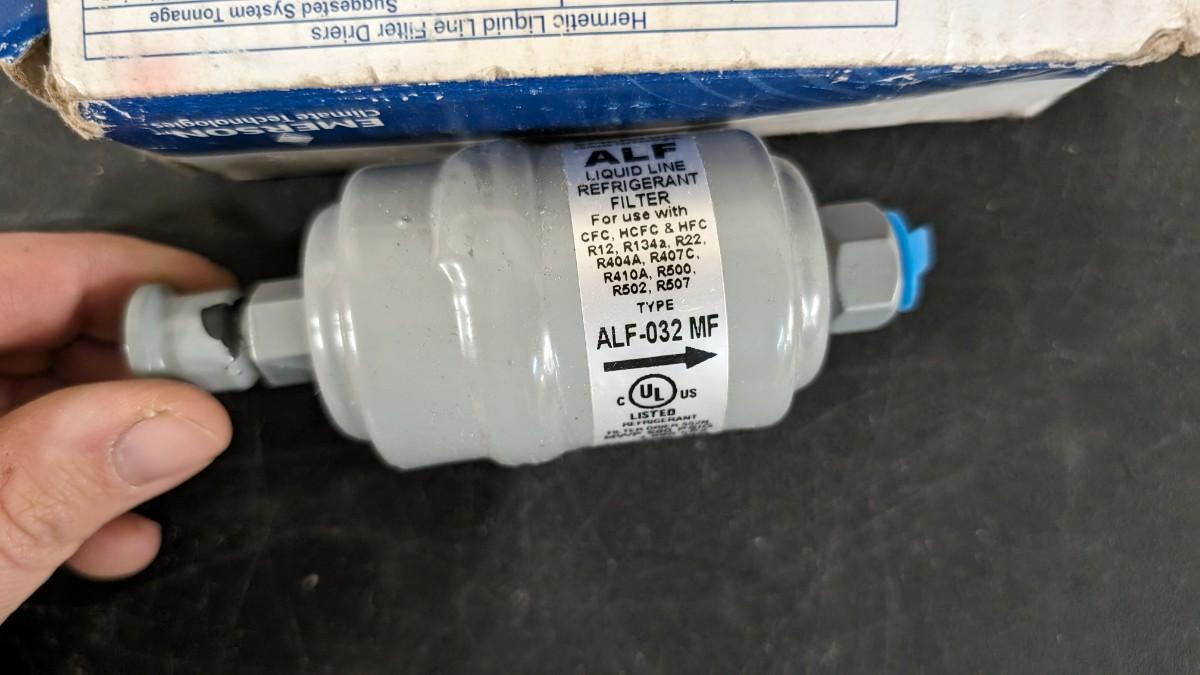 Hermetic Liquid Line Filter Driers
Suggested System Tonnage
EMERSON
Climate Technologies
ALF
LIQUID LINE
REFRIGERANT
FILTER
For use with
CFC, HCFC & HFC
R12, R134a, R22,
R404A, R407C,
R410A, R500,
R502, R507
TYPE
ALF-032 MF
C UL US
LISTED
REFRIGERANT
FILTER DRIER